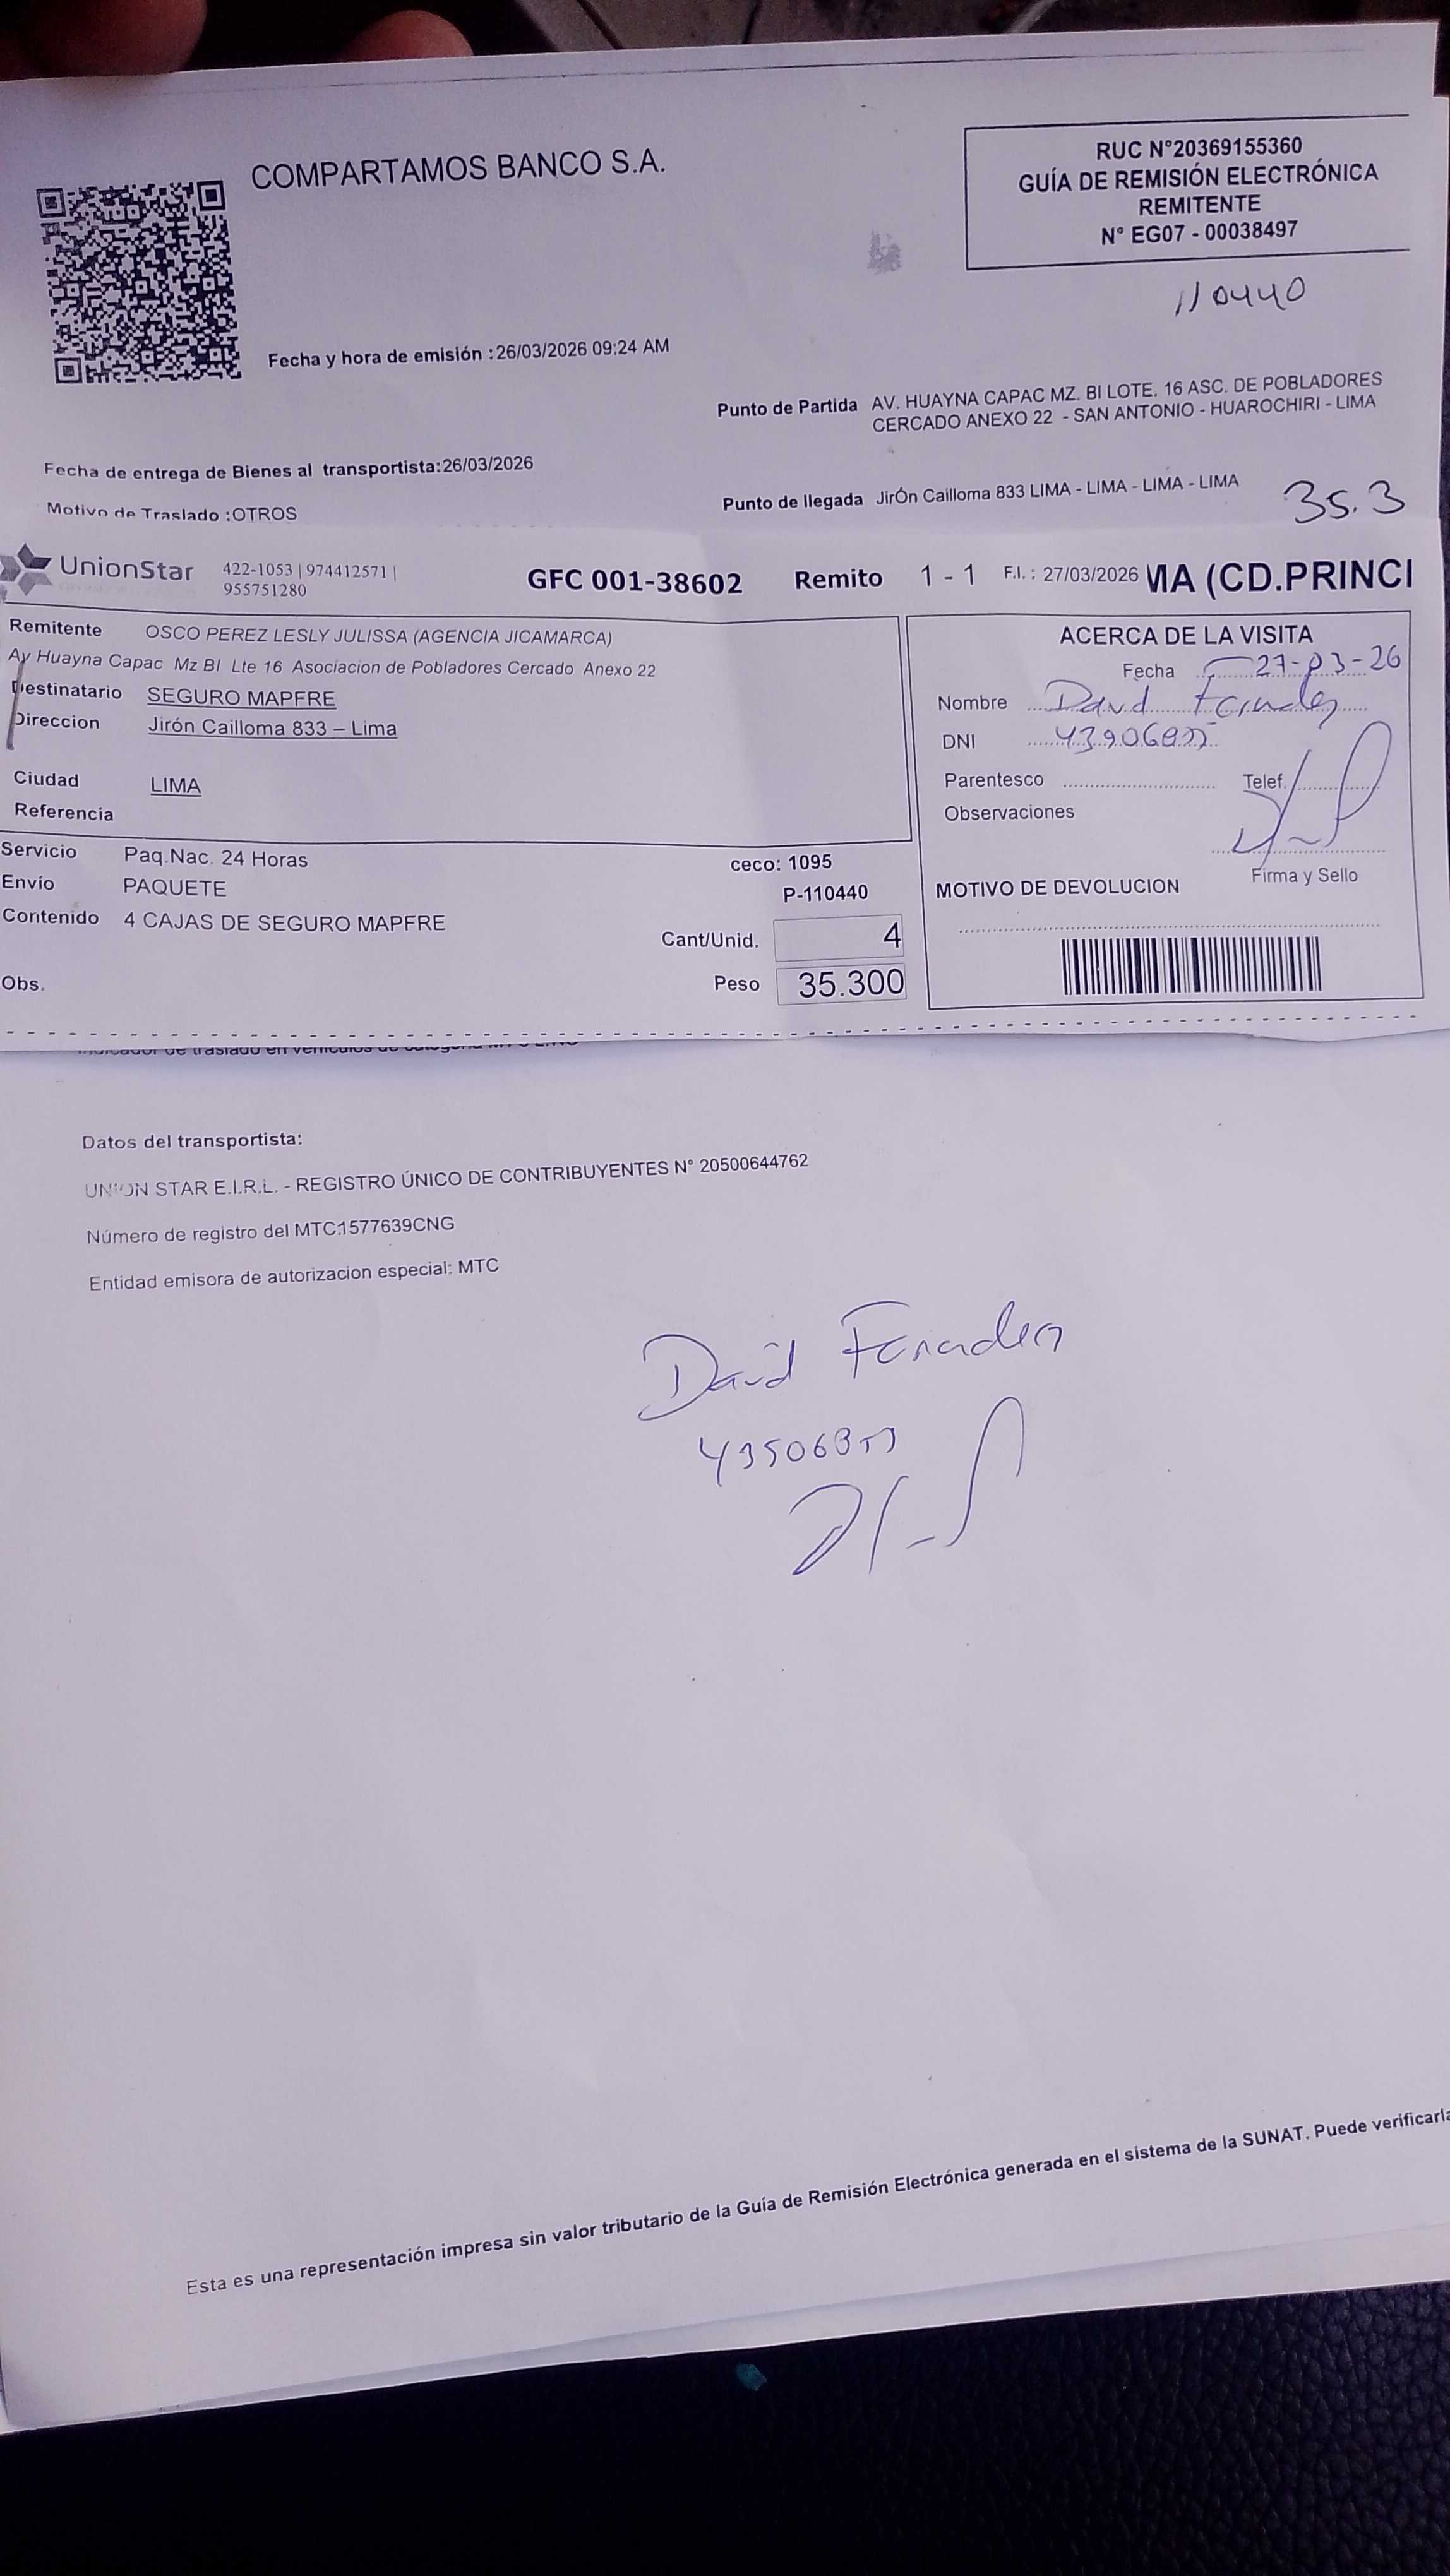 COMPARTAMOS BANCO S.A.
RUC N°20369155360
GUÍA DE REMISIÓN ELECTRÓNICA
REMITENTE
N° EG07 - 00038497
110440
Fecha y hora de emisión : 26/03/2026 09:24 AM
Punto de Partida AV. HUAYNA CAPAC MZ. BI LOTE. 16 ASC. DE POBLADORES
CERCADO ANEXO 22 - SAN ANTONIO - HUAROCHIRI - LIMA
Fecha de entrega de Bienes al transportista:26/03/2026
Punto de llegada JirÓn Cailloma 833 LIMA - LIMA - LIMA - LIMA
35.3
Motivo de Traslado :OTROS
UnionStar
422-1053 | 974412571 |
955751280
GFC 001-38602 Remito 1 - 1 F.I. : 27/03/2026 MA (CD.PRINCI
Remitente OSCO PEREZ LESLY JULISSA (AGENCIA JICAMARCA)
Av Huayna Capac Mz BI Lte 16 Asociacion de Pobladores Cercado Anexo 22
Destinatario SEGURO MAPFRE
Direccion Jirón Cailloma 833 – Lima
Ciudad LIMA
Referencia
ACERCA DE LA VISITA
Fecha 27-03-26
Nombre David
DNI
Parentesco Telef.
Observaciones
Firma y Sello
MOTIVO DE DEVOLUCION
Servicio Paq.Nac. 24 Horas
Envío PAQUETE
Contenido 4 CAJAS DE SEGURO MAPFRE
Obs.
ceco: 1095
P-110440
Cant/Unid. 4
Peso 35.300
Datos del transportista:
UNION STAR E.I.R.L. - REGISTRO ÚNICO DE CONTRIBUYENTES N° 20500644762
Número de registro del MTC:1577639CNG
Entidad emisora de autorizacion especial: MTC
David
Esta es una representación impresa sin valor tributario de la Guía de Remisión Electrónica generada en el sistema de la SUNAT. Puede verificarla